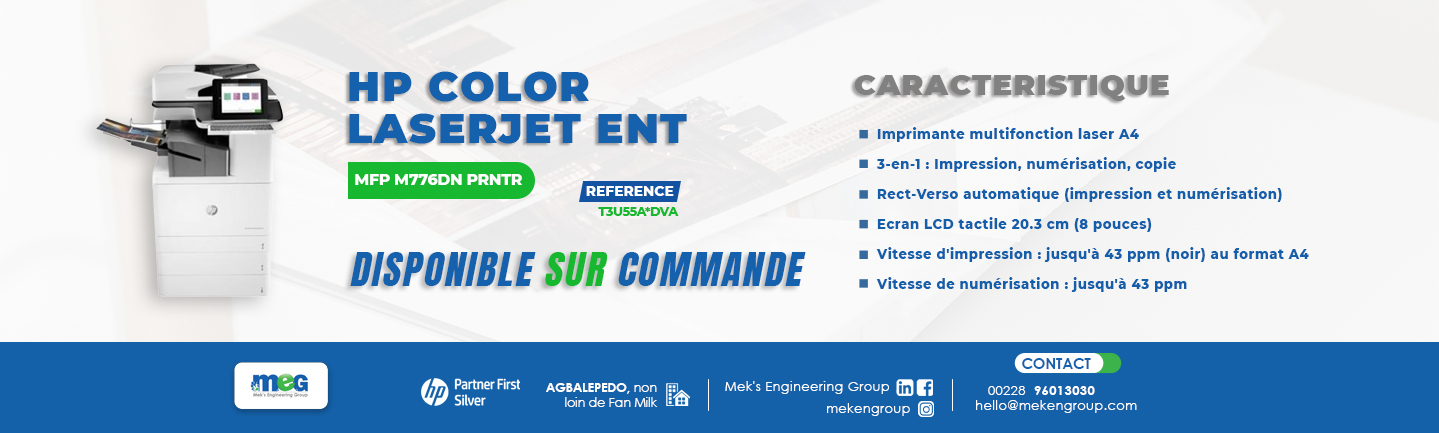 HP COLOR
LASERJET ENT
MFP M776DN PRNTR
REFERENCE
T3U55A*DVA
DISPONIBLE SUR COMMANDE
CARACTERISTIQUE
Imprimante multifonction laser A4
3-en-1 : Impression, numérisation, copie
Rect-Verso automatique (impression et numérisation)
Ecran LCD tactile 20.3 cm (8 pouces)
Vitesse d'impression : jusqu'à 43 ppm (noir) au format A4
Vitesse de numérisation : jusqu'à 43 ppm
meG
Mek's Engineering Group
hp
Partner First
Silver
AGBALEPEDO, non
loin de Fan Milk
Mek's Engineering Group
mekengroup
CONTACT
00228 96013030
hello@mekengroup.com